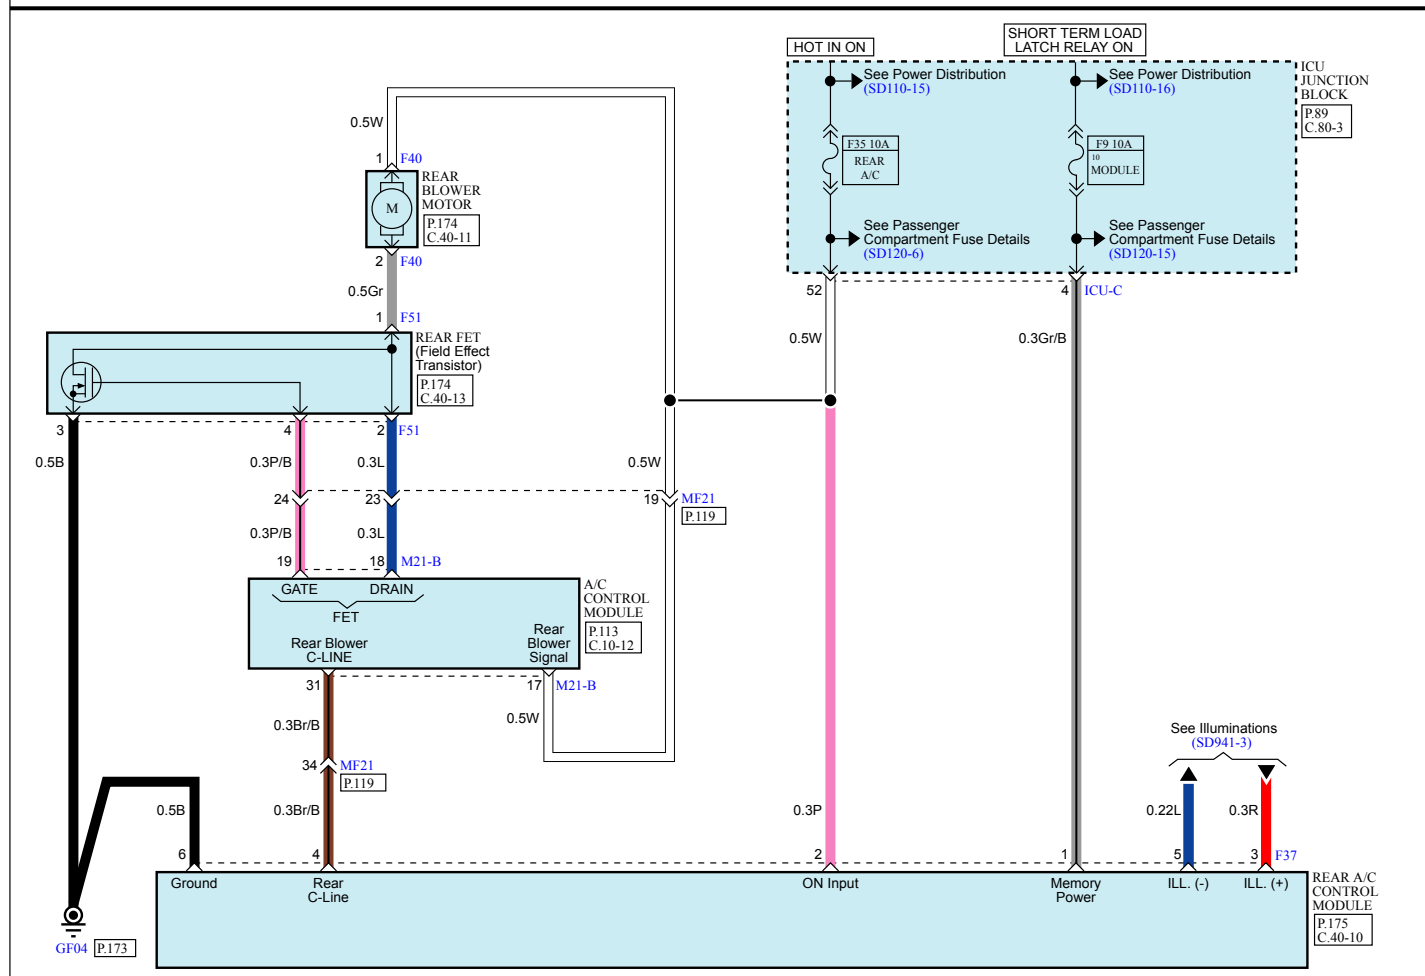 HOT IN ON
SHORT TERM LOAD
LATCH RELAY ON
See Power Distribution
(SD110-15)
See Power Distribution
(SD110-16)
ICU
JUNCTION
BLOCK
P.89
C.80-3
F35 10A
REAR
A/C
F9 10A
10
MODULE
See Passenger
Compartment Fuse Details
(SD120-6)
See Passenger
Compartment Fuse Details
(SD120-15)
52
4
ICU-C
0.5W
0.3Gr/B
0.5W
1
F40
REAR
BLOWER
MOTOR
M
P.174
C.40-11
2
F40
0.5Gr
1
F51
REAR FET
(Field Effect
Transistor)
P.174
C.40-13
3
4
2
F51
0.5B
0.3P/B
0.3L
0.5W
24
23
19
MF21
P.119
0.3P/B
0.3L
19
18
M21-B
GATE
DRAIN
FET
A/C
CONTROL
MODULE
P.113
C.10-12
Rear Blower
C-LINE
Rear
Blower
Signal
31
17
M21-B
0.3Br/B
0.5W
34
MF21
P.119
See Illuminations
(SD941-3)
0.5B
0.3Br/B
0.3P
0.22L
0.3R
6
4
2
1
5
3
F37
Ground
Rear
C-Line
ON Input
Memory
Power
ILL. (-)
ILL. (+)
REAR A/C
CONTROL
MODULE
P.175
C.40-10
GF04
P.173